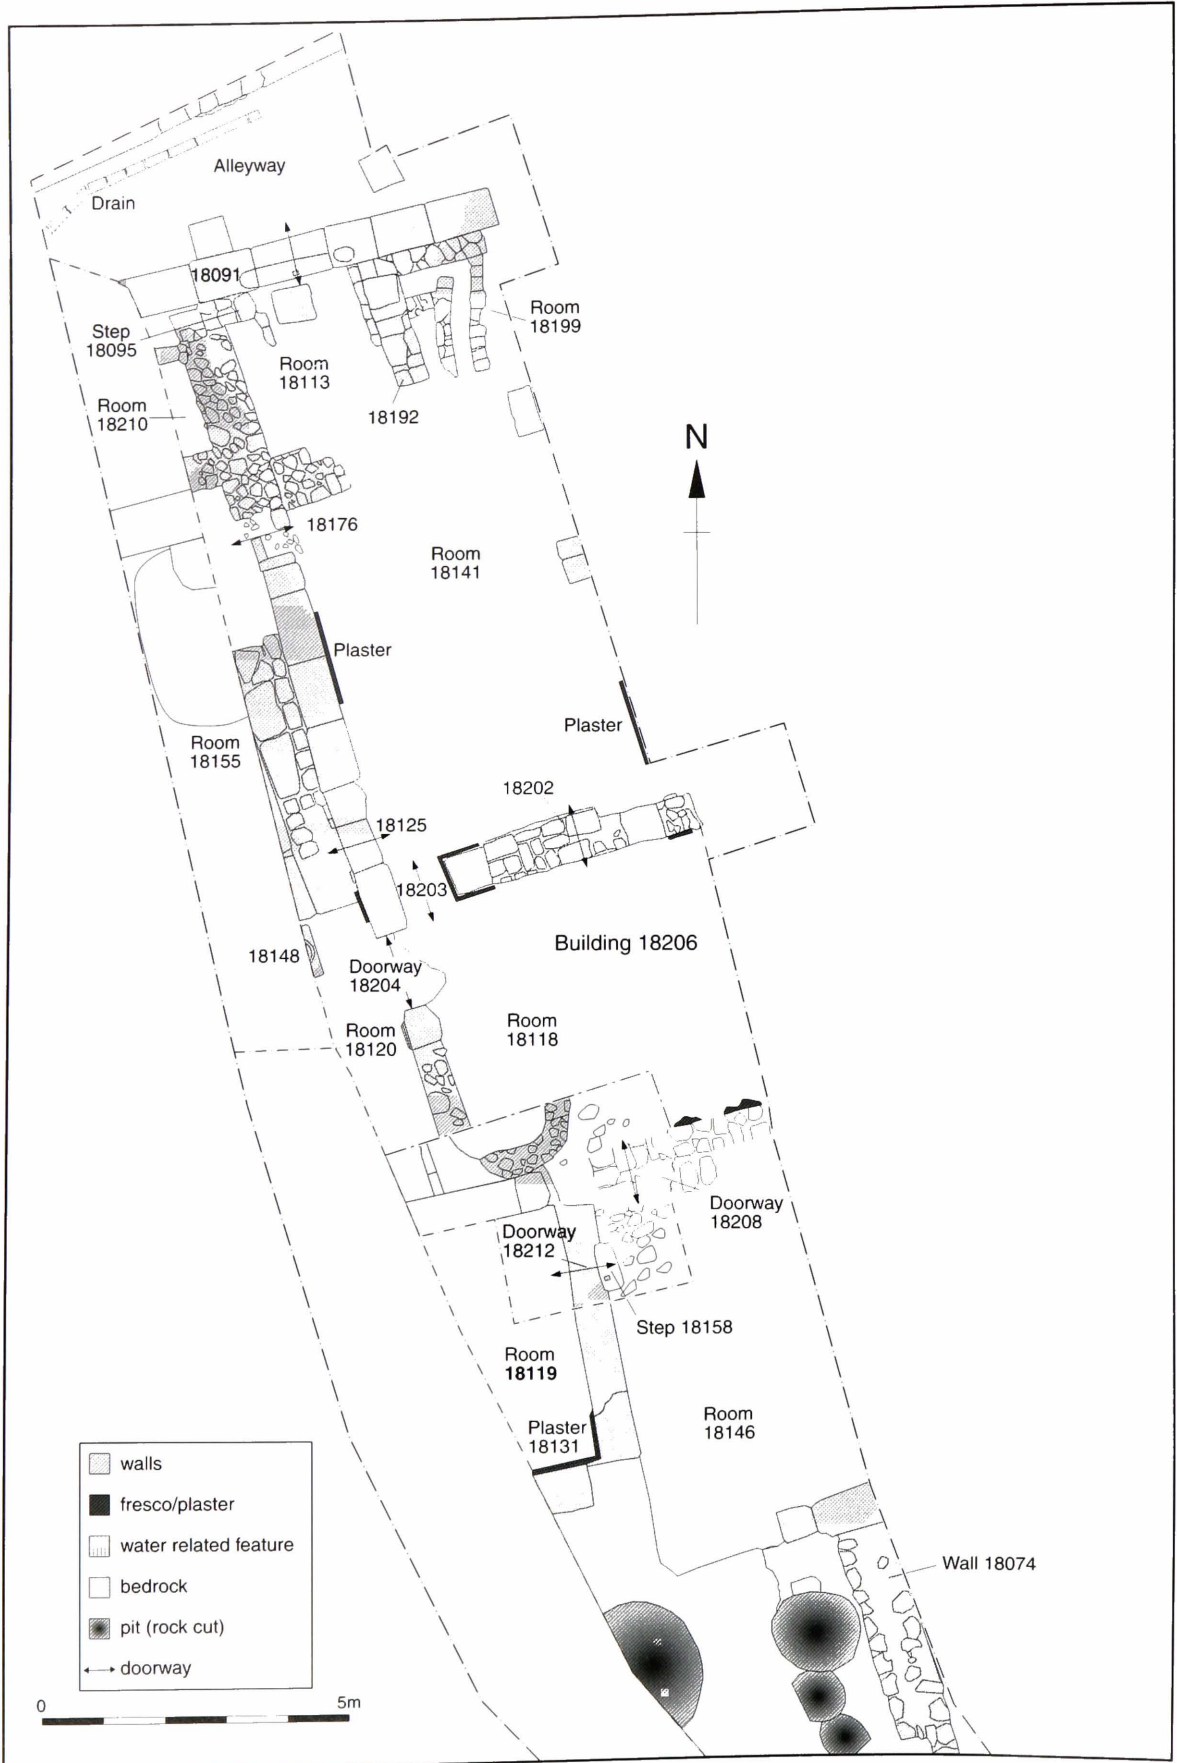 Alleyway
Drain
18091
Step
18095
Room
18199
Room
18113
Room
18210
18192
N
18176
Room
18141
Plaster
Plaster
Room
18155
18202
18125
18203
Building 18206
18148
Doorway
18204
Room
18118
Room
18120
Doorway
18208
Doorway
18212
Step 18158
Room
18119
Room
18146
Plaster
18131
walls
fresco/plaster
water related feature
bedrock
pit (rock cut)
doorway
Wall 18074
0 5m